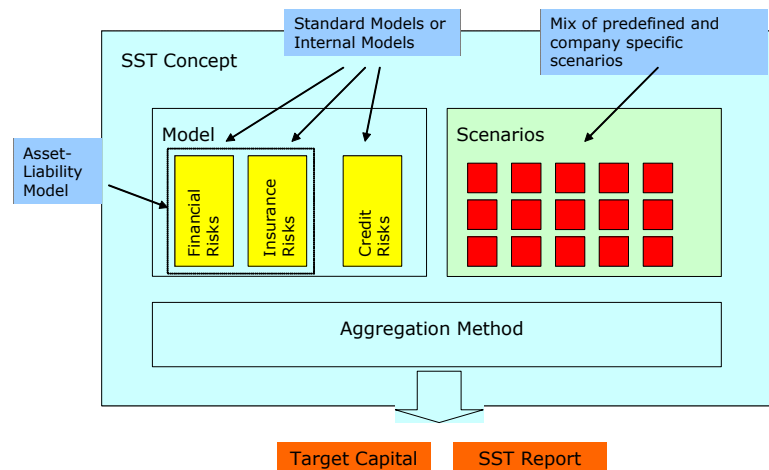 Standard Models or
Internal Models
Mix of predefined and
company specific
scenarios
SST Concept
Asset-
Liability
Model
Model
Financial
Risks
Insurance
Risks
Credit
Risks
Scenarios
Aggregation Method
Target Capital
SST Report